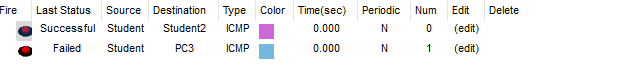 Fire Last Status Source Destination Type Color Time(sec) Periodic Num Edit Delete
Successful Student Student2 ICMP 0.000 N 0 (edit)
Failed Student PC3 ICMP 0.000 N 1 (edit)